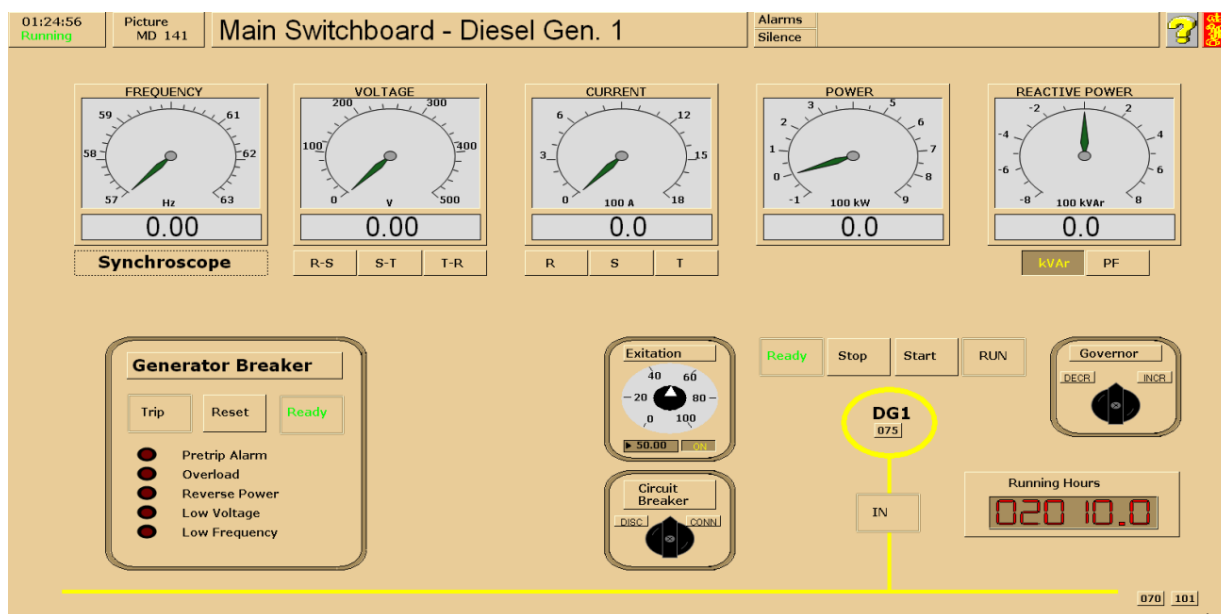 01:24:56
Running
Picture
MD 141
Main Switchboard - Diesel Gen. 1
Alarms
Silence
?
FREQUENCY
57 58 59 61 62 63
Hz
0.00
Synchroscope
VOLTAGE
0 100 200 300 400 500
V
0.00
R-S S-T T-R
CURRENT
0 3 6 12 15 18
100 A
0.0
R S T
POWER
-1 0 1 2 3 5 6 7 8 9
100 kW
0.0
REACTIVE POWER
-8 -6 -4 -2 2 4 6 8
100 kVAr
0.0
kVAr PF
Generator Breaker
Trip Reset Ready
Pretrip Alarm
Overload
Reverse Power
Low Voltage
Low Frequency
Exitation
0 20 40 60 80 100
50.00 ON
Circuit
Breaker
DISC CONN
Ready Stop Start RUN
DG1
075
IN
Governor
DECR INCR
Running Hours
02010.0
070 101